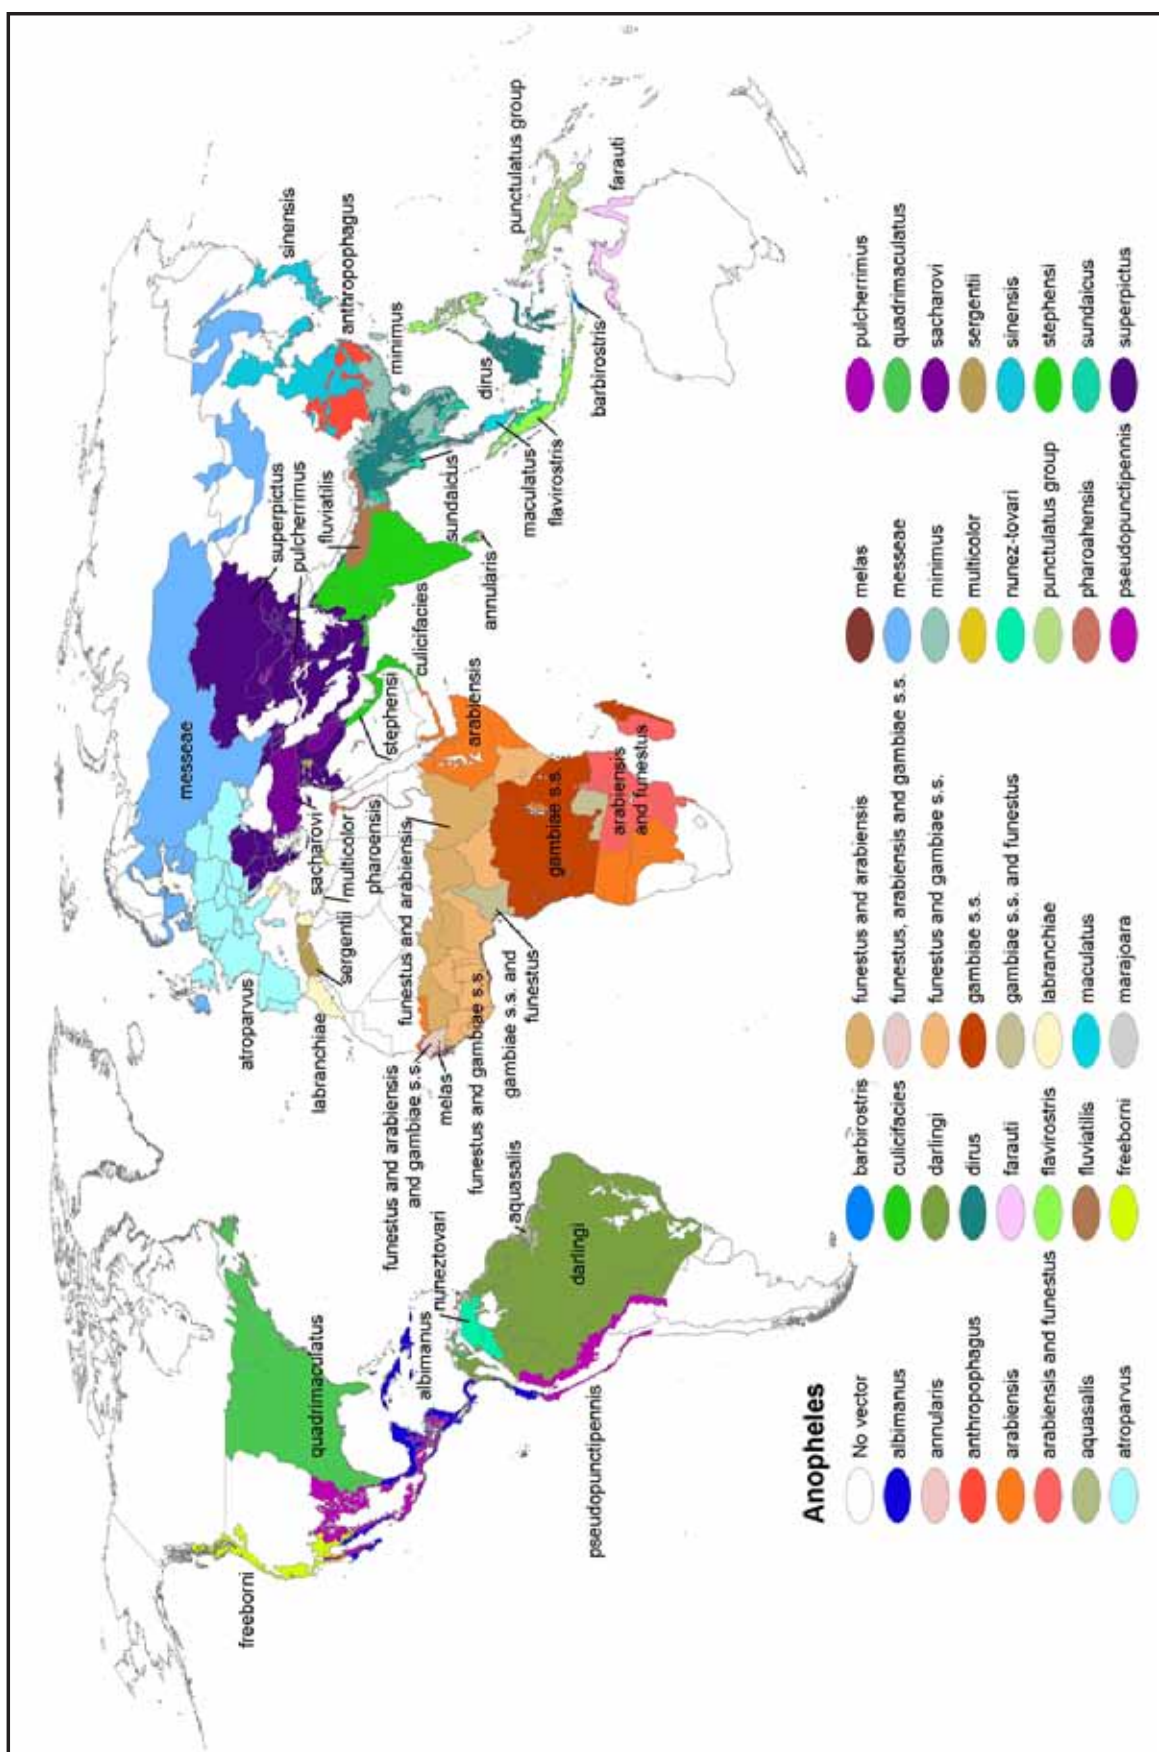 freeborni
quadrimaculatus
albimanus
nuneztovari
aquasalis
darlingi
pseudopunctipennis
messeae
atroparvus
labranchiae
sergentii
sacharovi
multicolor
pharoensis
superpictus
pulcherrimus
fluviatilis
stephensi
culicifacies
annularis
arabiensis
funestus and arabiensis
funestus and arabiensis
and gambiae s.s.
melas
funestus and gambiae s.s
gambiae s.s. and
funestus
gambiae s.s.
arabiensis
and funestus
sinensis
anthropophagus
minimus
dirus
sundaicus
maculatus
flavirostris
barbirostris
punctulatus group
farauti
Anopheles
No vector
albimanus
annularis
anthropophagus
arabiensis
arabiensis and funestus
aquasalis
atroparvus
barbirostris
culicifacies
darlingi
dirus
farauti
flavirostris
fluviatilis
freeborni
funestus and arabiensis
funestus, arabiensis and gambiae s.s.
funestus and gambiae s.s.
gambiae s.s.
gambiae s.s. and funestus
labranchiae
maculatus
marajoara
melas
messeae
minimus
multicolor
nunez-tovari
punctulatus group
pharoahensis
pseudopunctipennis
pulcherrimus
quadrimaculatus
sacharovi
sergentii
sinensis
stephensi
sundaicus
superpictus